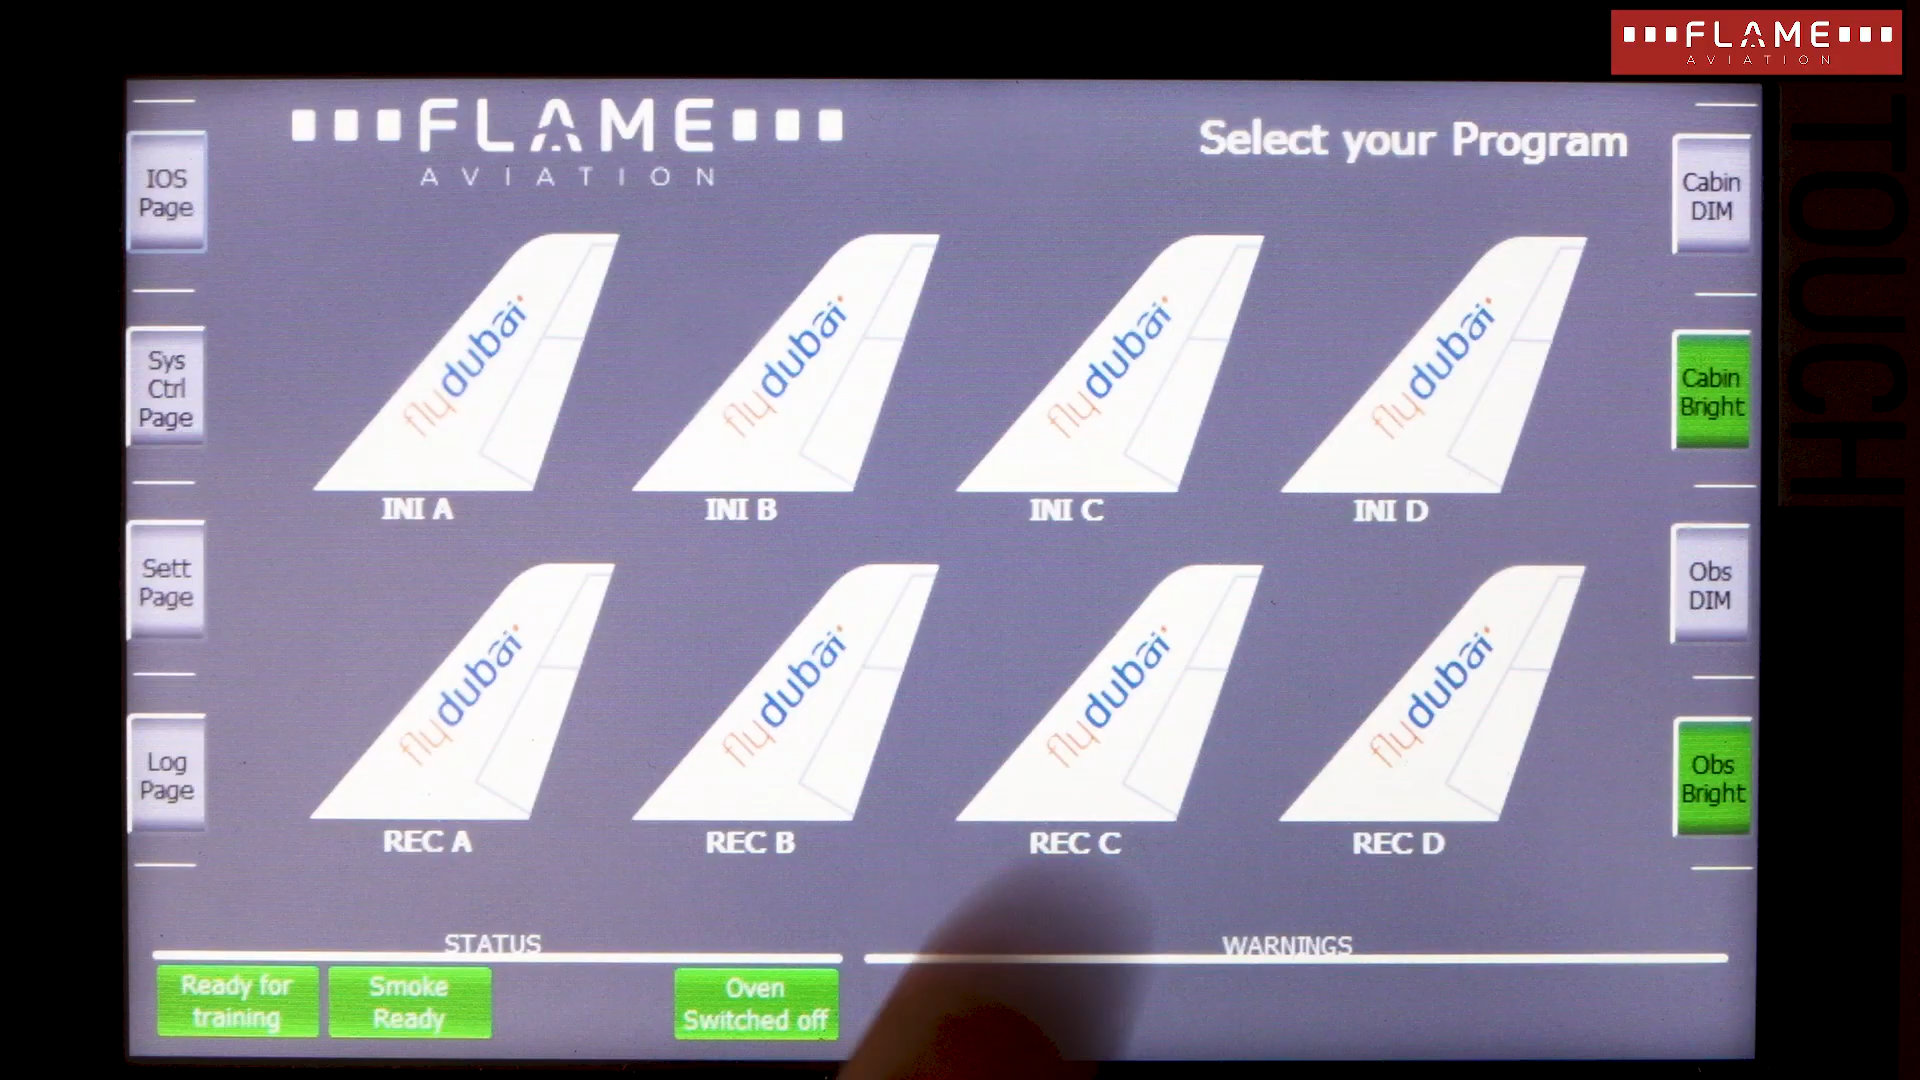 FLAME
AVIATION
TOUCH
FLAME
AVIATION
Select your Program
IOS
Page
Sys
Ctrl
Page
Sett
Page
Log
Page
Cabin
DIM
Cabin
Bright
Obs
DIM
Obs
Bright
flydubai
flydubai
flydubai
flydubai
INI A
INI B
INI C
INI D
flydubai
flydubai
flydubai
flydubai
REC A
REC B
REC C
REC D
STATUS
WARNINGS
Ready for
training
Smoke
Ready
Oven
Switched off